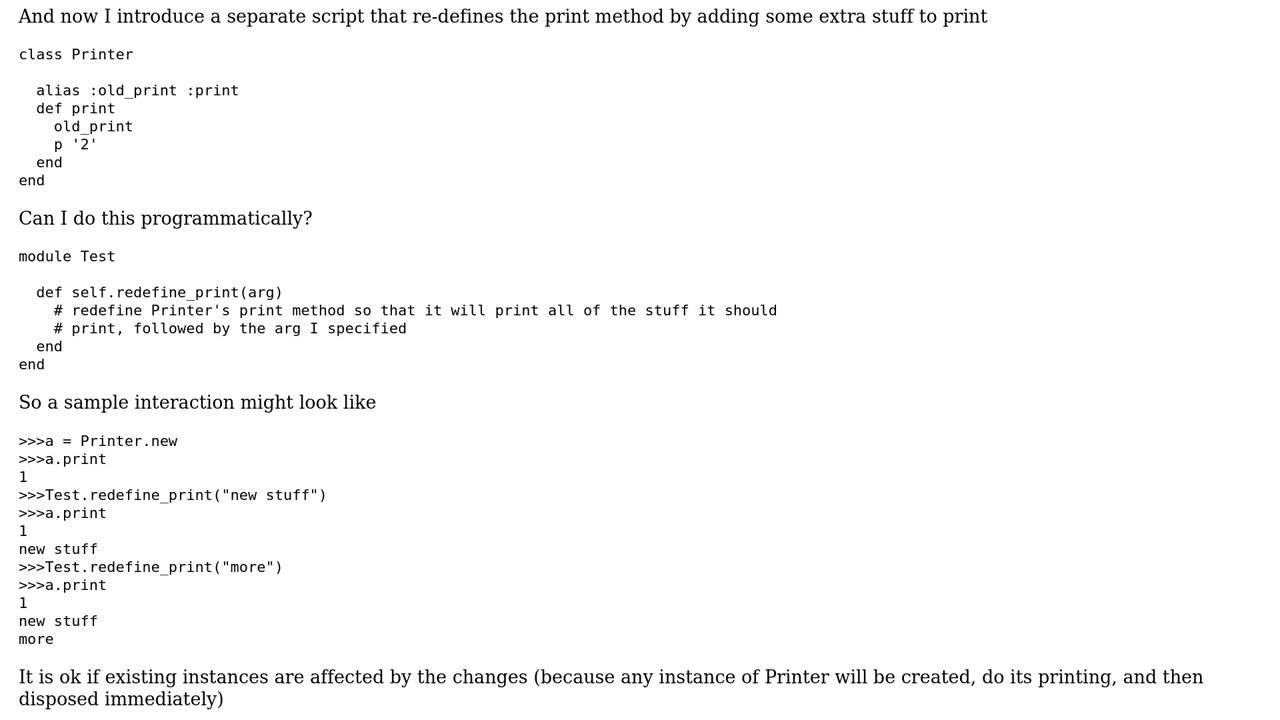 And now I introduce a separate script that re-defines the print method by adding some extra stuff to print
class Printer
  alias :old_print :print
  def print
    old_print
    p '2'
  end
end
Can I do this programmatically?
module Test
  def self.redefine_print(arg)
    # redefine Printer's print method so that it will print all of the stuff it should
    # print, followed by the arg I specified
  end
end
So a sample interaction might look like
>>>a = Printer.new
>>>a.print
1
>>>Test.redefine_print("new stuff")
>>>a.print
1
new stuff
>>>Test.redefine_print("more")
>>>a.print
1
new stuff
more
It is ok if existing instances are affected by the changes (because any instance of Printer will be created, do its printing, and then
disposed immediately)